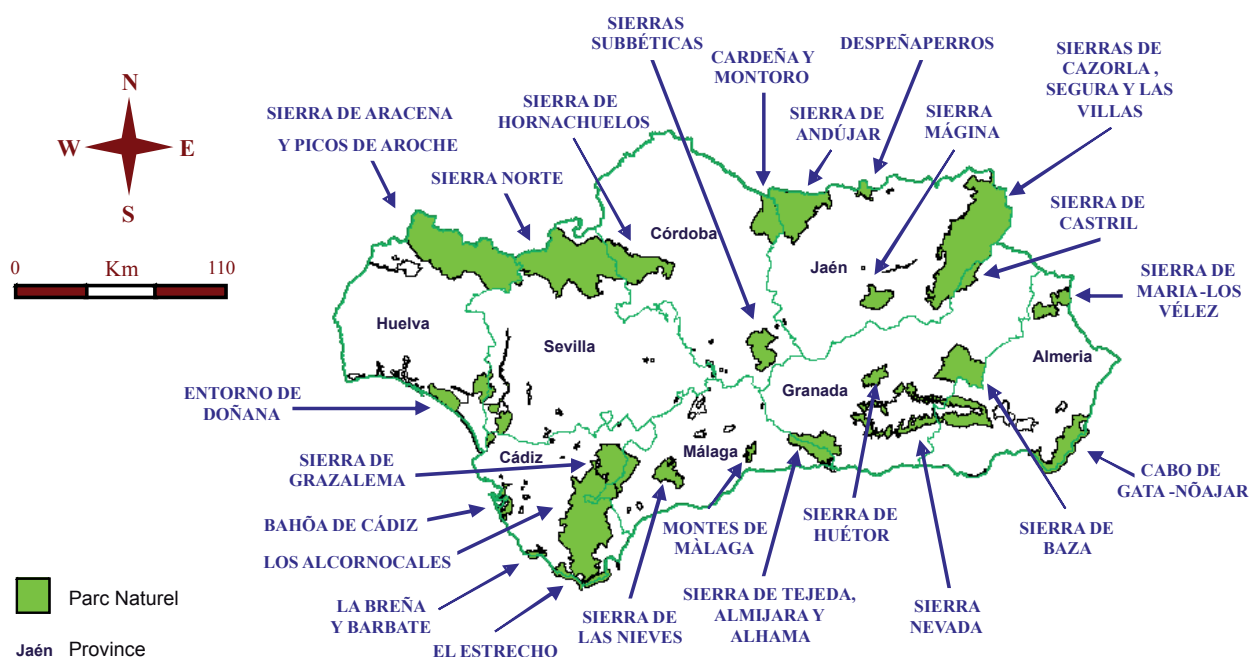 SIERRAS
SUBBÉTICAS
CARDEÑA Y
MONTORO
DESPEÑAPERROS
SIERRAS DE
CAZORLA ,
SEGURA Y LAS
VILLAS
N
W
E
S
SIERRA DE ARACENA
Y PICOS DE AROCHE
SIERRA DE
HORNACHUELOS
SIERRA DE
ANDÚJAR
SIERRA
MÁGINA
SIERRA NORTE
SIERRA DE
CASTRIL
0
Km
110
Córdoba
Jaén
SIERRA DE
MARIA -LOS
VÉLEZ
Huelva
Sevilla
Almeria
Granada
ENTORNO DE
DOÑANA
Cádiz
Málaga
SIERRA DE
GRAZALEMA
CABO DE
GATA -NÕAJAR
BAHÕA DE CÁDIZ
MONTES DE
MÀLAGA
SIERRA DE
HUÉTOR
SIERRA DE
BAZA
LOS ALCORNOCALES
LA BREÑA
Y BARBATE
EL ESTRECHO
SIERRA DE
LAS NIEVES
SIERRA DE TEJEDA,
ALMIJARA Y
ALHAMA
SIERRA
NEVADA
Parc Naturel
Jaén Province